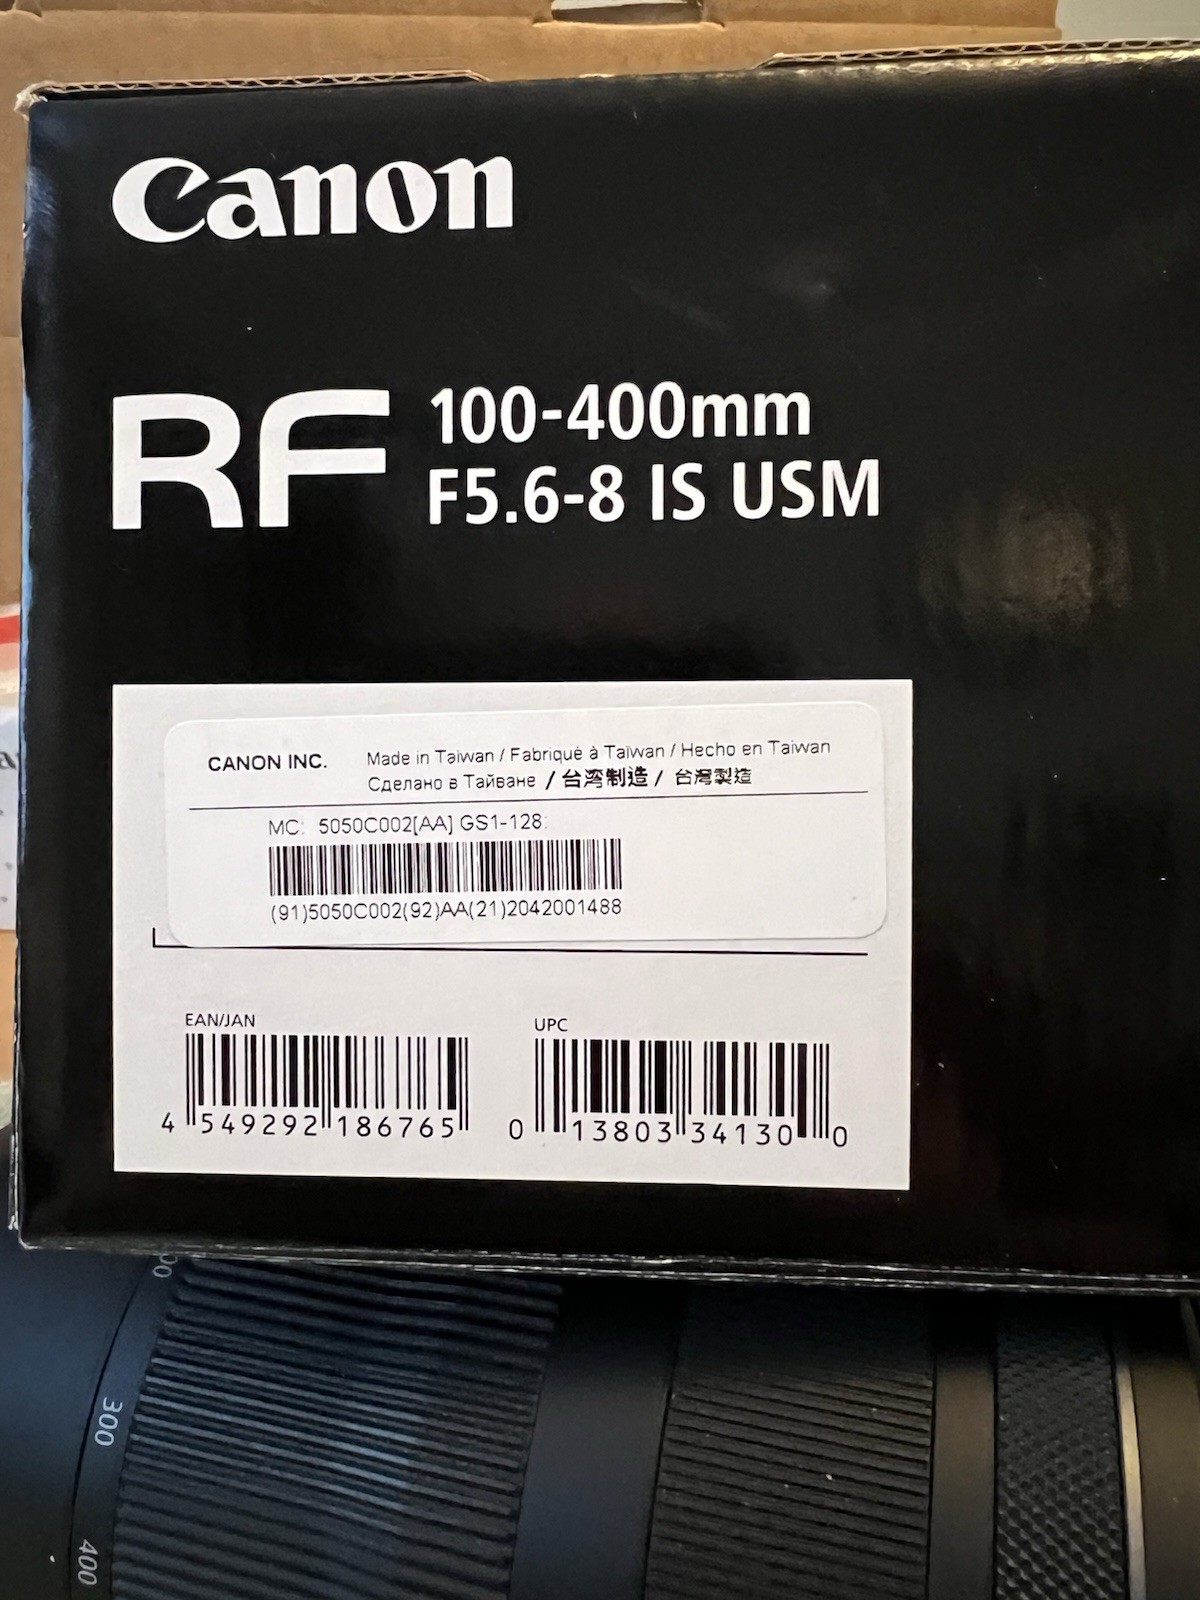 Canon
RF 100-400mm
F5.6-8 IS USM
CANON INC. Made in Taiwan / Fabriqué à Taïwan / Hecho en Taiwan
Сделано в Тайване / 台湾制造 / 台灣製造
MC: 5050C002[AA] GS1-128:
(91)5050C002(92)AA(21)2042001488
EAN/JAN
4 549292 186765
UPC
0 13803 34130 0
300
400